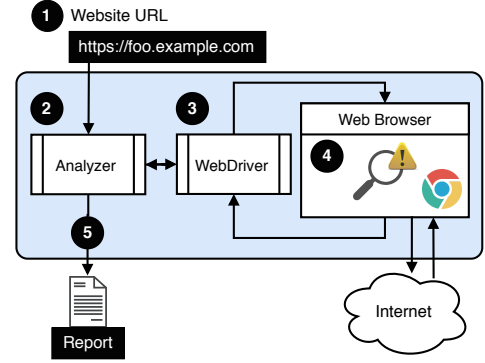 1 Website URL
https://foo.example.com
2
3
Web Browser
Analyzer
WebDriver
4
5
Internet
Report